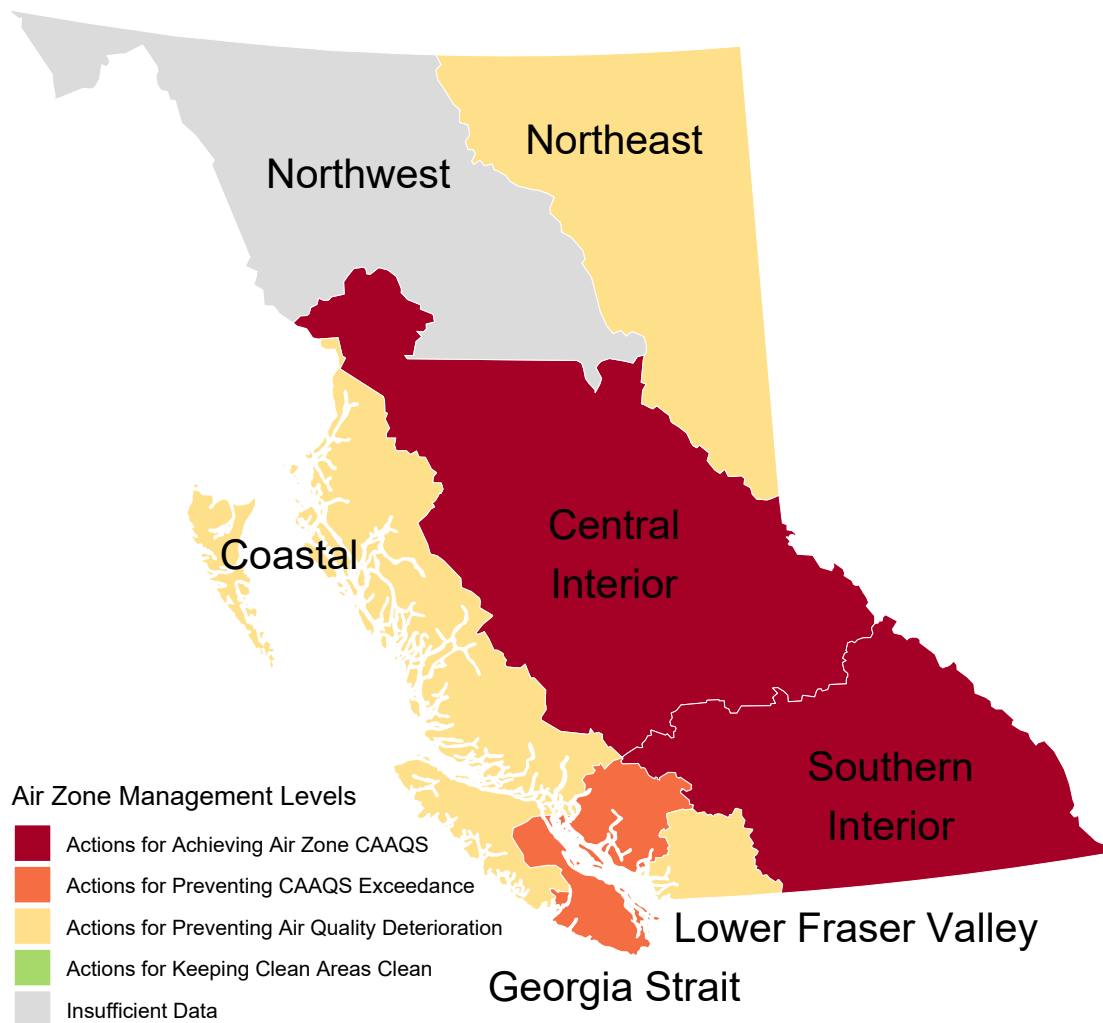 Northeast
Northwest
Central
Interior
Coastal
Southern
Interior
Lower Fraser Valley
Georgia Strait
Air Zone Management Levels
Actions for Achieving Air Zone CAAQS
Actions for Preventing CAAQS Exceedance
Actions for Preventing Air Quality Deterioration
Actions for Keeping Clean Areas Clean
Insufficient Data